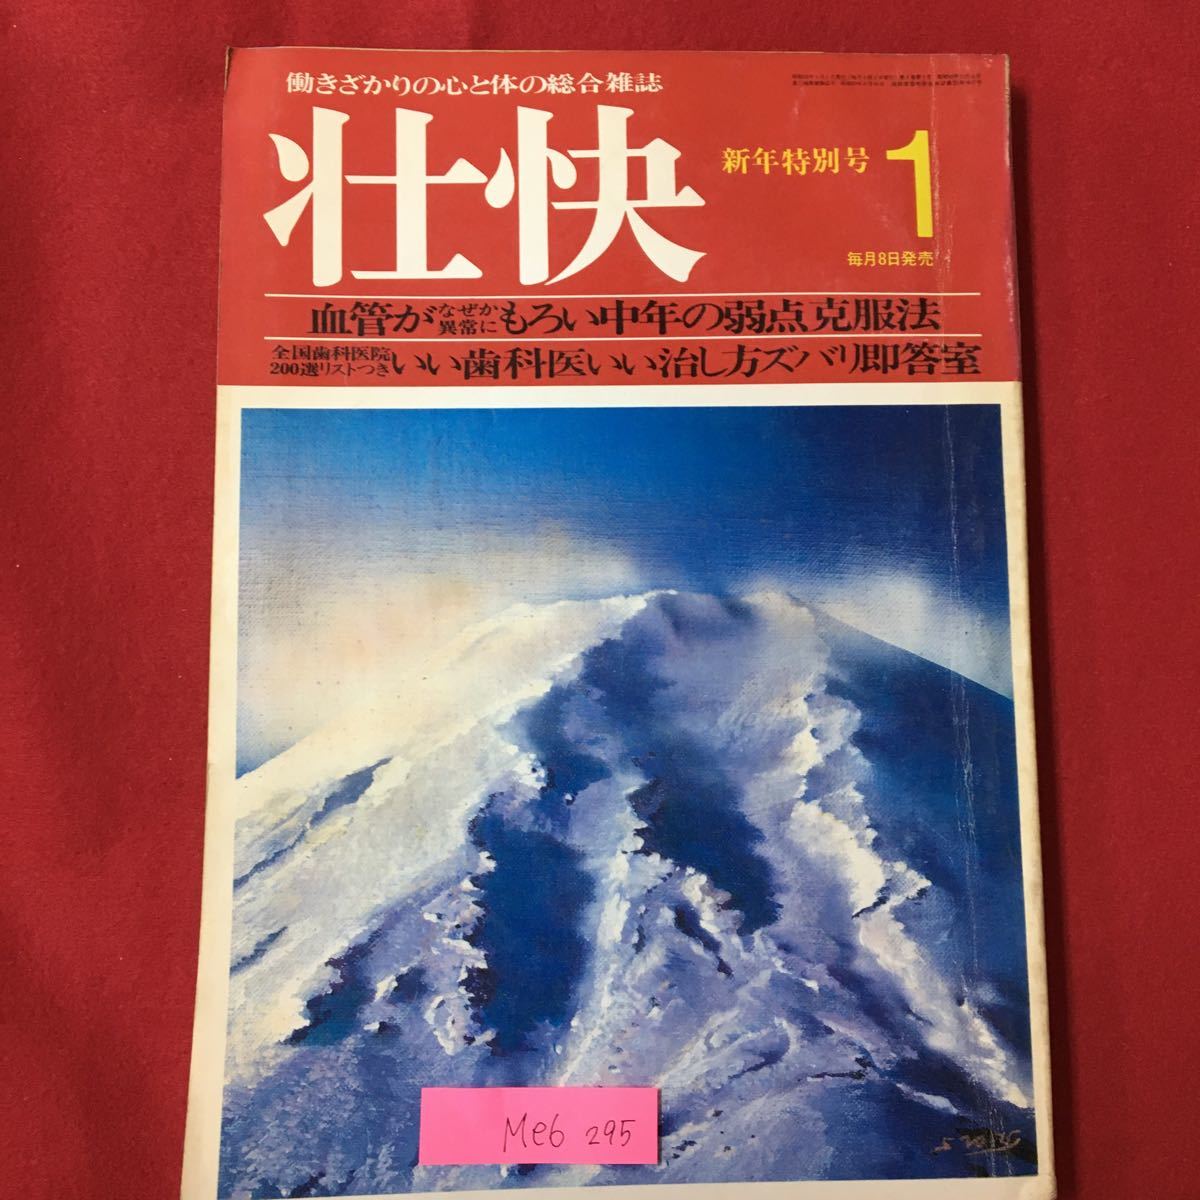 働きざかりの心と体の総合雑誌
壮快
新年特別号
1
毎月8日発売
血管がなぜか異常にもろい中年の弱点克服法
全国歯科医院200選リストつきいい歯科医いい治し方ズバリ即答室
Me6 295